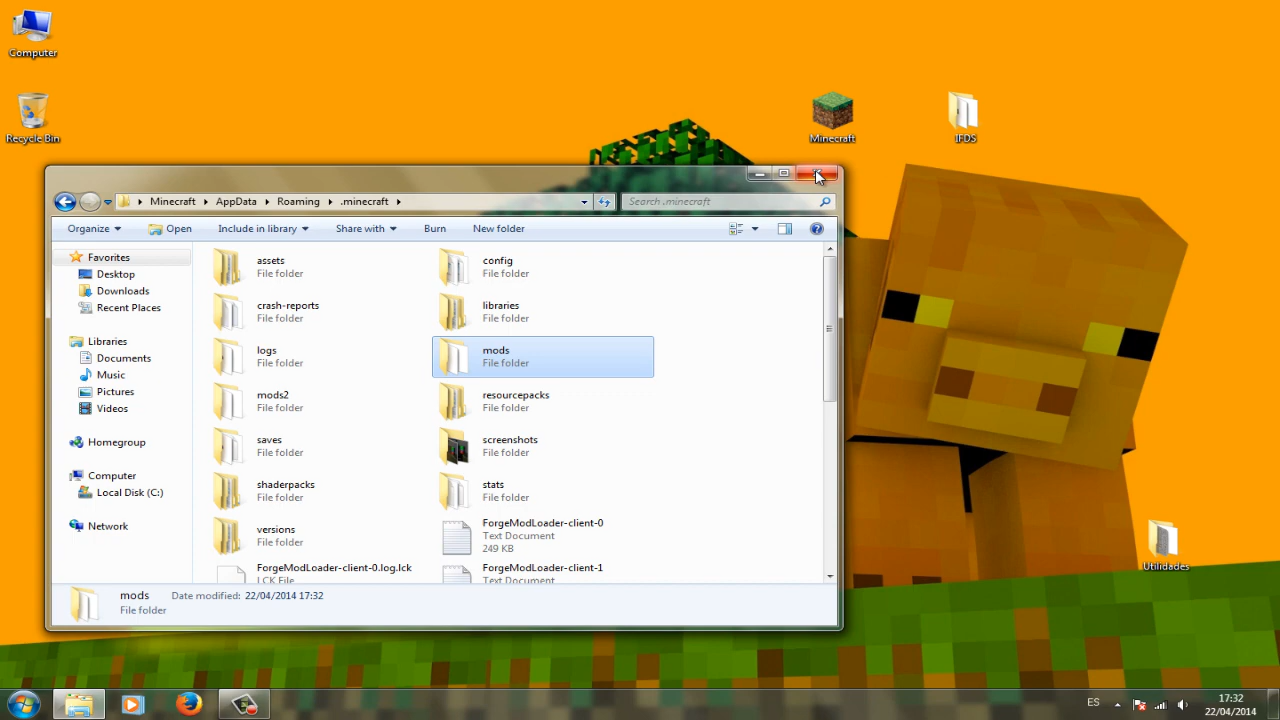 Computer
Recycle Bin
Minecraft
IFDS
Minecraft AppData Roaming .minecraft
Search .minecraft
Organize Open Include in library Share with Burn New folder
Favorites
Desktop
Downloads
Recent Places
Libraries
Documents
Music
Pictures
Videos
Homegroup
Computer
Local Disk (C:)
Network
assets
File folder
config
File folder
crash-reports
File folder
libraries
File folder
logs
File folder
mods
File folder
mods2
File folder
resourcepacks
File folder
saves
File folder
screenshots
File folder
shaderpacks
File folder
stats
File folder
versions
File folder
ForgeModLoader-client-0
Text Document
249 KB
ForgeModLoader-client-0.log.lck
LCK File
ForgeModLoader-client-1
Text Document
mods Date modified: 22/04/2014 17:32
File folder
Utilidades
ES
17:32
22/04/2014